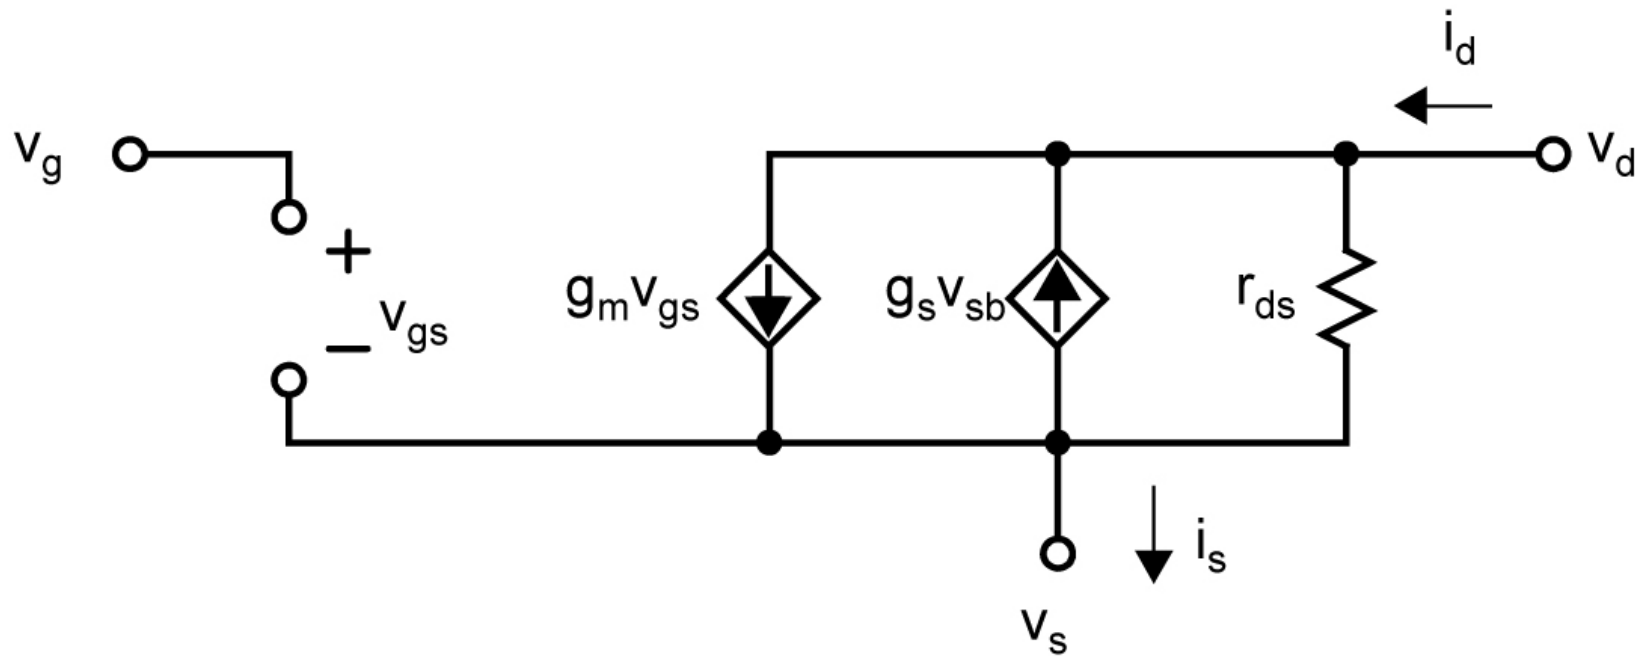 i_d
v_g
v_d
+
g_m v_gs
g_s v_sb
r_ds
v_gs
−
i_s
v_s